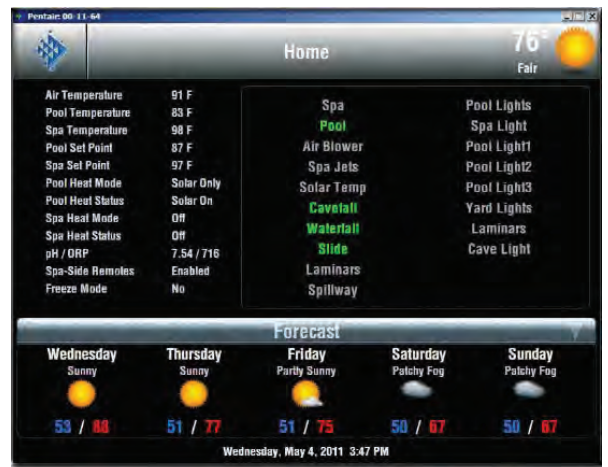 Pentair: 00-11-64
Home
76°
Fair
Air Temperature 91 F
Pool Temperature 83 F
Spa Temperature 98 F
Pool Set Point 87 F
Spa Set Point 97 F
Pool Heat Mode Solar Only
Pool Heat Status Solar On
Spa Heat Mode Off
Spa Heat Status Off
pH / ORP 7.54 / 716
Spa-Side Remotes Enabled
Freeze Mode No
Spa Pool Lights
Pool Spa Light
Air Blower Pool Light1
Spa Jets Pool Light2
Solar Temp Pool Light3
Cavefall Yard Lights
Waterfall Laminars
Slide Cave Light
Laminars
Spillway
Forecast
Wednesday Thursday Friday Saturday Sunday
Sunny Sunny Partly Sunny Patchy Fog Patchy Fog
53 / 88 51 / 77 51 / 75 50 / 67 50 / 67
Wednesday, May 4, 2011 3:47 PM